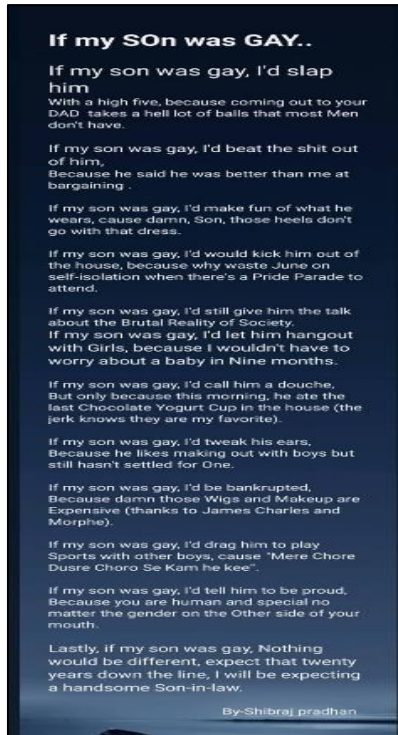 If my SOn was GAY..
If my son was gay, I'd slap
him
With a high five, because coming out to your
DAD takes a hell lot of balls that most Men
don't have.
If my son was gay, I'd beat the shit out
of him,
Because he said he was better than me at
bargaining .
If my son was gay, I'd make fun of what he
wears, cause damn, Son, those heels don't
go with that dress.
If my son was gay, I'd would kick him out of
the house, because why waste June on
self-isolation when there's a Pride Parade to
attend.
If my son was gay, I'd still give him the talk
about the Brutal Reality of Society.
If my son was gay, I'd let him hangout
with Girls, because I wouldn't have to
worry about a baby in Nine months.
If my son was gay, I'd call him a douche,
But only because this morning, he ate the
last Chocolate Yogurt Cup in the house (the
jerk knows they are my favorite).
If my son was gay, I'd tweak his ears,
Because he likes making out with boys but
still hasn't settled for One.
If my son was gay, I'd be bankrupted,
Because damn those Wigs and Makeup are
Expensive (thanks to James Charles and
Morphe).
If my son was gay, I'd drag him to play
Sports with other boys, cause "Mere Chore
Dusre Choro Se Kam he kee".
If my son was gay, I'd tell him to be proud,
Because you are human and special no
matter the gender on the Other side of your
mouth.
Lastly, if my son was gay, Nothing
would be different, expect that twenty
years down the line, I will be expecting
a handsome Son-in-law.
By-Shibraj pradhan